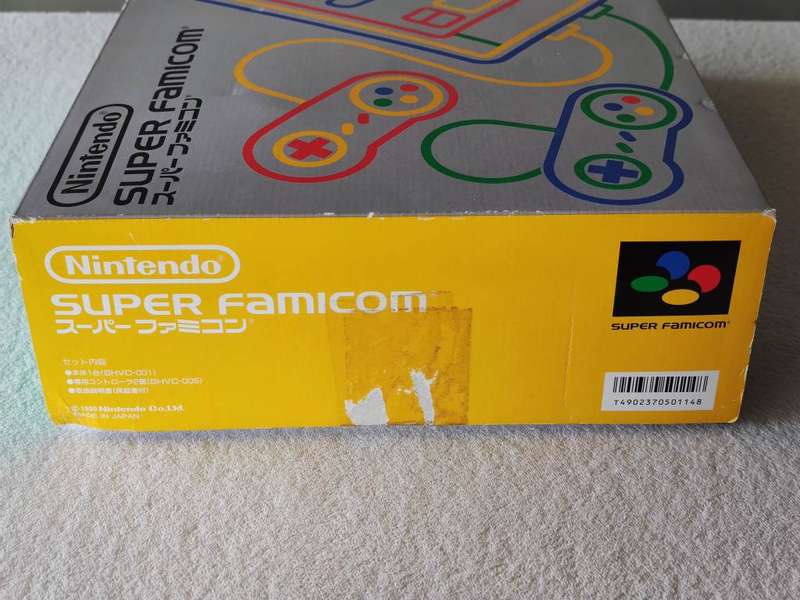 Nintendo®
SUPER FAMICOM™
スーパーファミコン®
Nintendo®
SUPER FAMICOM™
スーパーファミコン®
セット内容
●本体1台(SHVC-001)
●専用コントローラ2個(SHVC-005)
●取扱説明書(保証書付)
©1990 Nintendo Co.,Ltd.
MADE IN JAPAN
SUPER FAMICOM™
T4902370501148